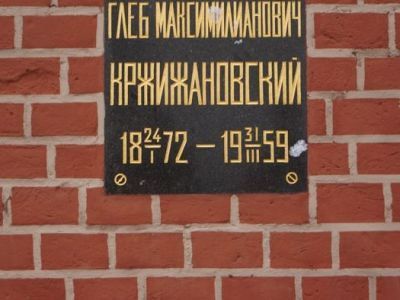 ГЛЕБ МАКСИМИЛИАНОВИЧ
КРЖИЖАНОВСКИЙ
18 24/I 72 — 19 31/III 59